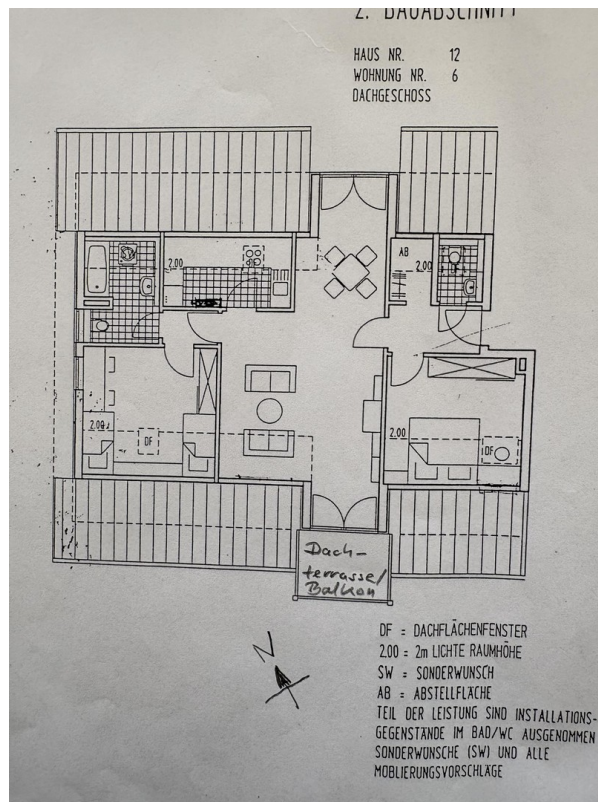 2. BAUABSCHNITT
HAUS NR. 12
WOHNUNG NR. 6
DACHGESCHOSS
AB
2.00
2.00
DF
2.00
DF
2.00
DF
Dach-
terrasse/
Balkon
N
DF = DACHFLÄCHENFENSTER
2.00 = 2m LICHTE RAUMHÖHE
SW = SONDERWUNSCH
AB = ABSTELLFLÄCHE
TEIL DER LEISTUNG SIND INSTALLATIONS-
GEGENSTÄNDE IM BAD/WC AUSGENOMMEN
SONDERWÜNSCHE (SW) UND ALLE
MÖBLIERUNGSVORSCHLÄGE